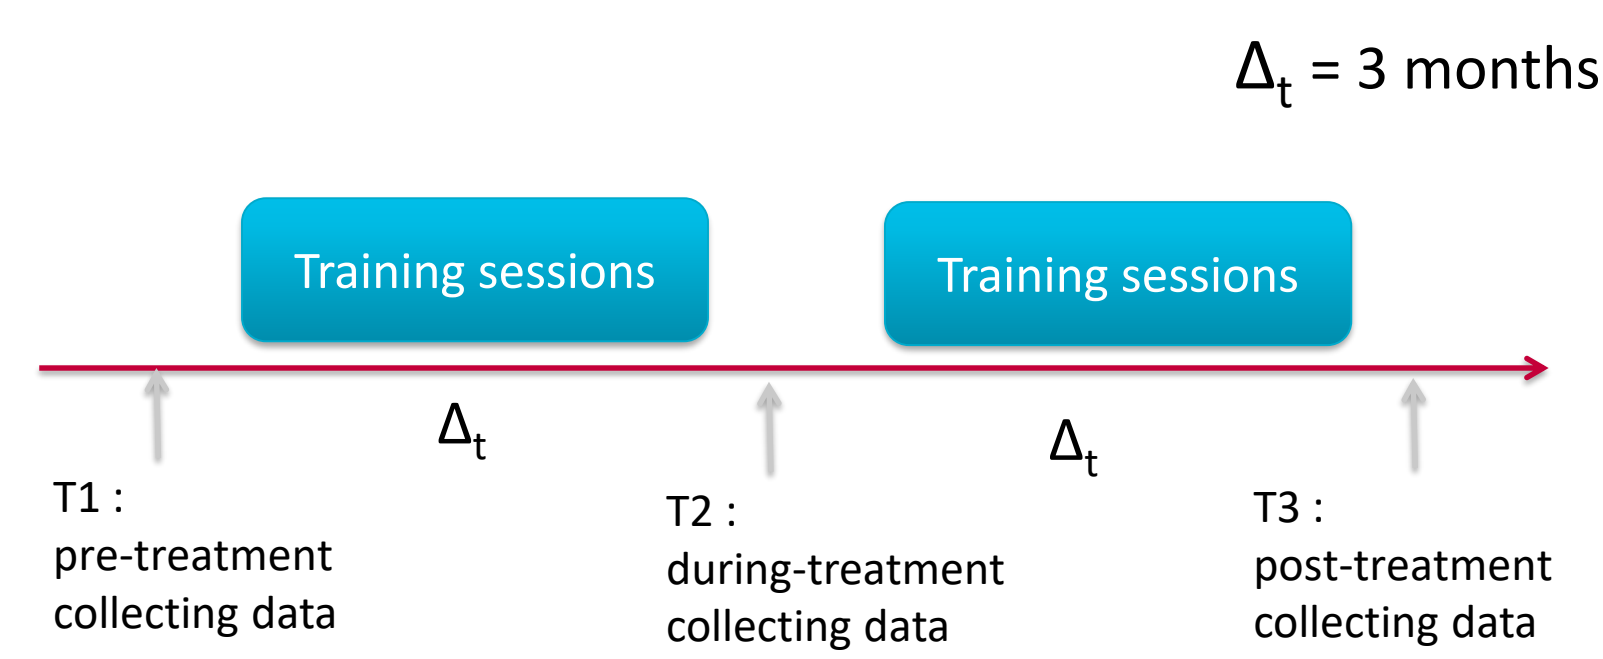 Δt = 3 months
Training sessions
Training sessions
Δt
Δt
T1 :
pre-treatment
collecting data
T2 :
during-treatment
collecting data
T3 :
post-treatment
collecting data